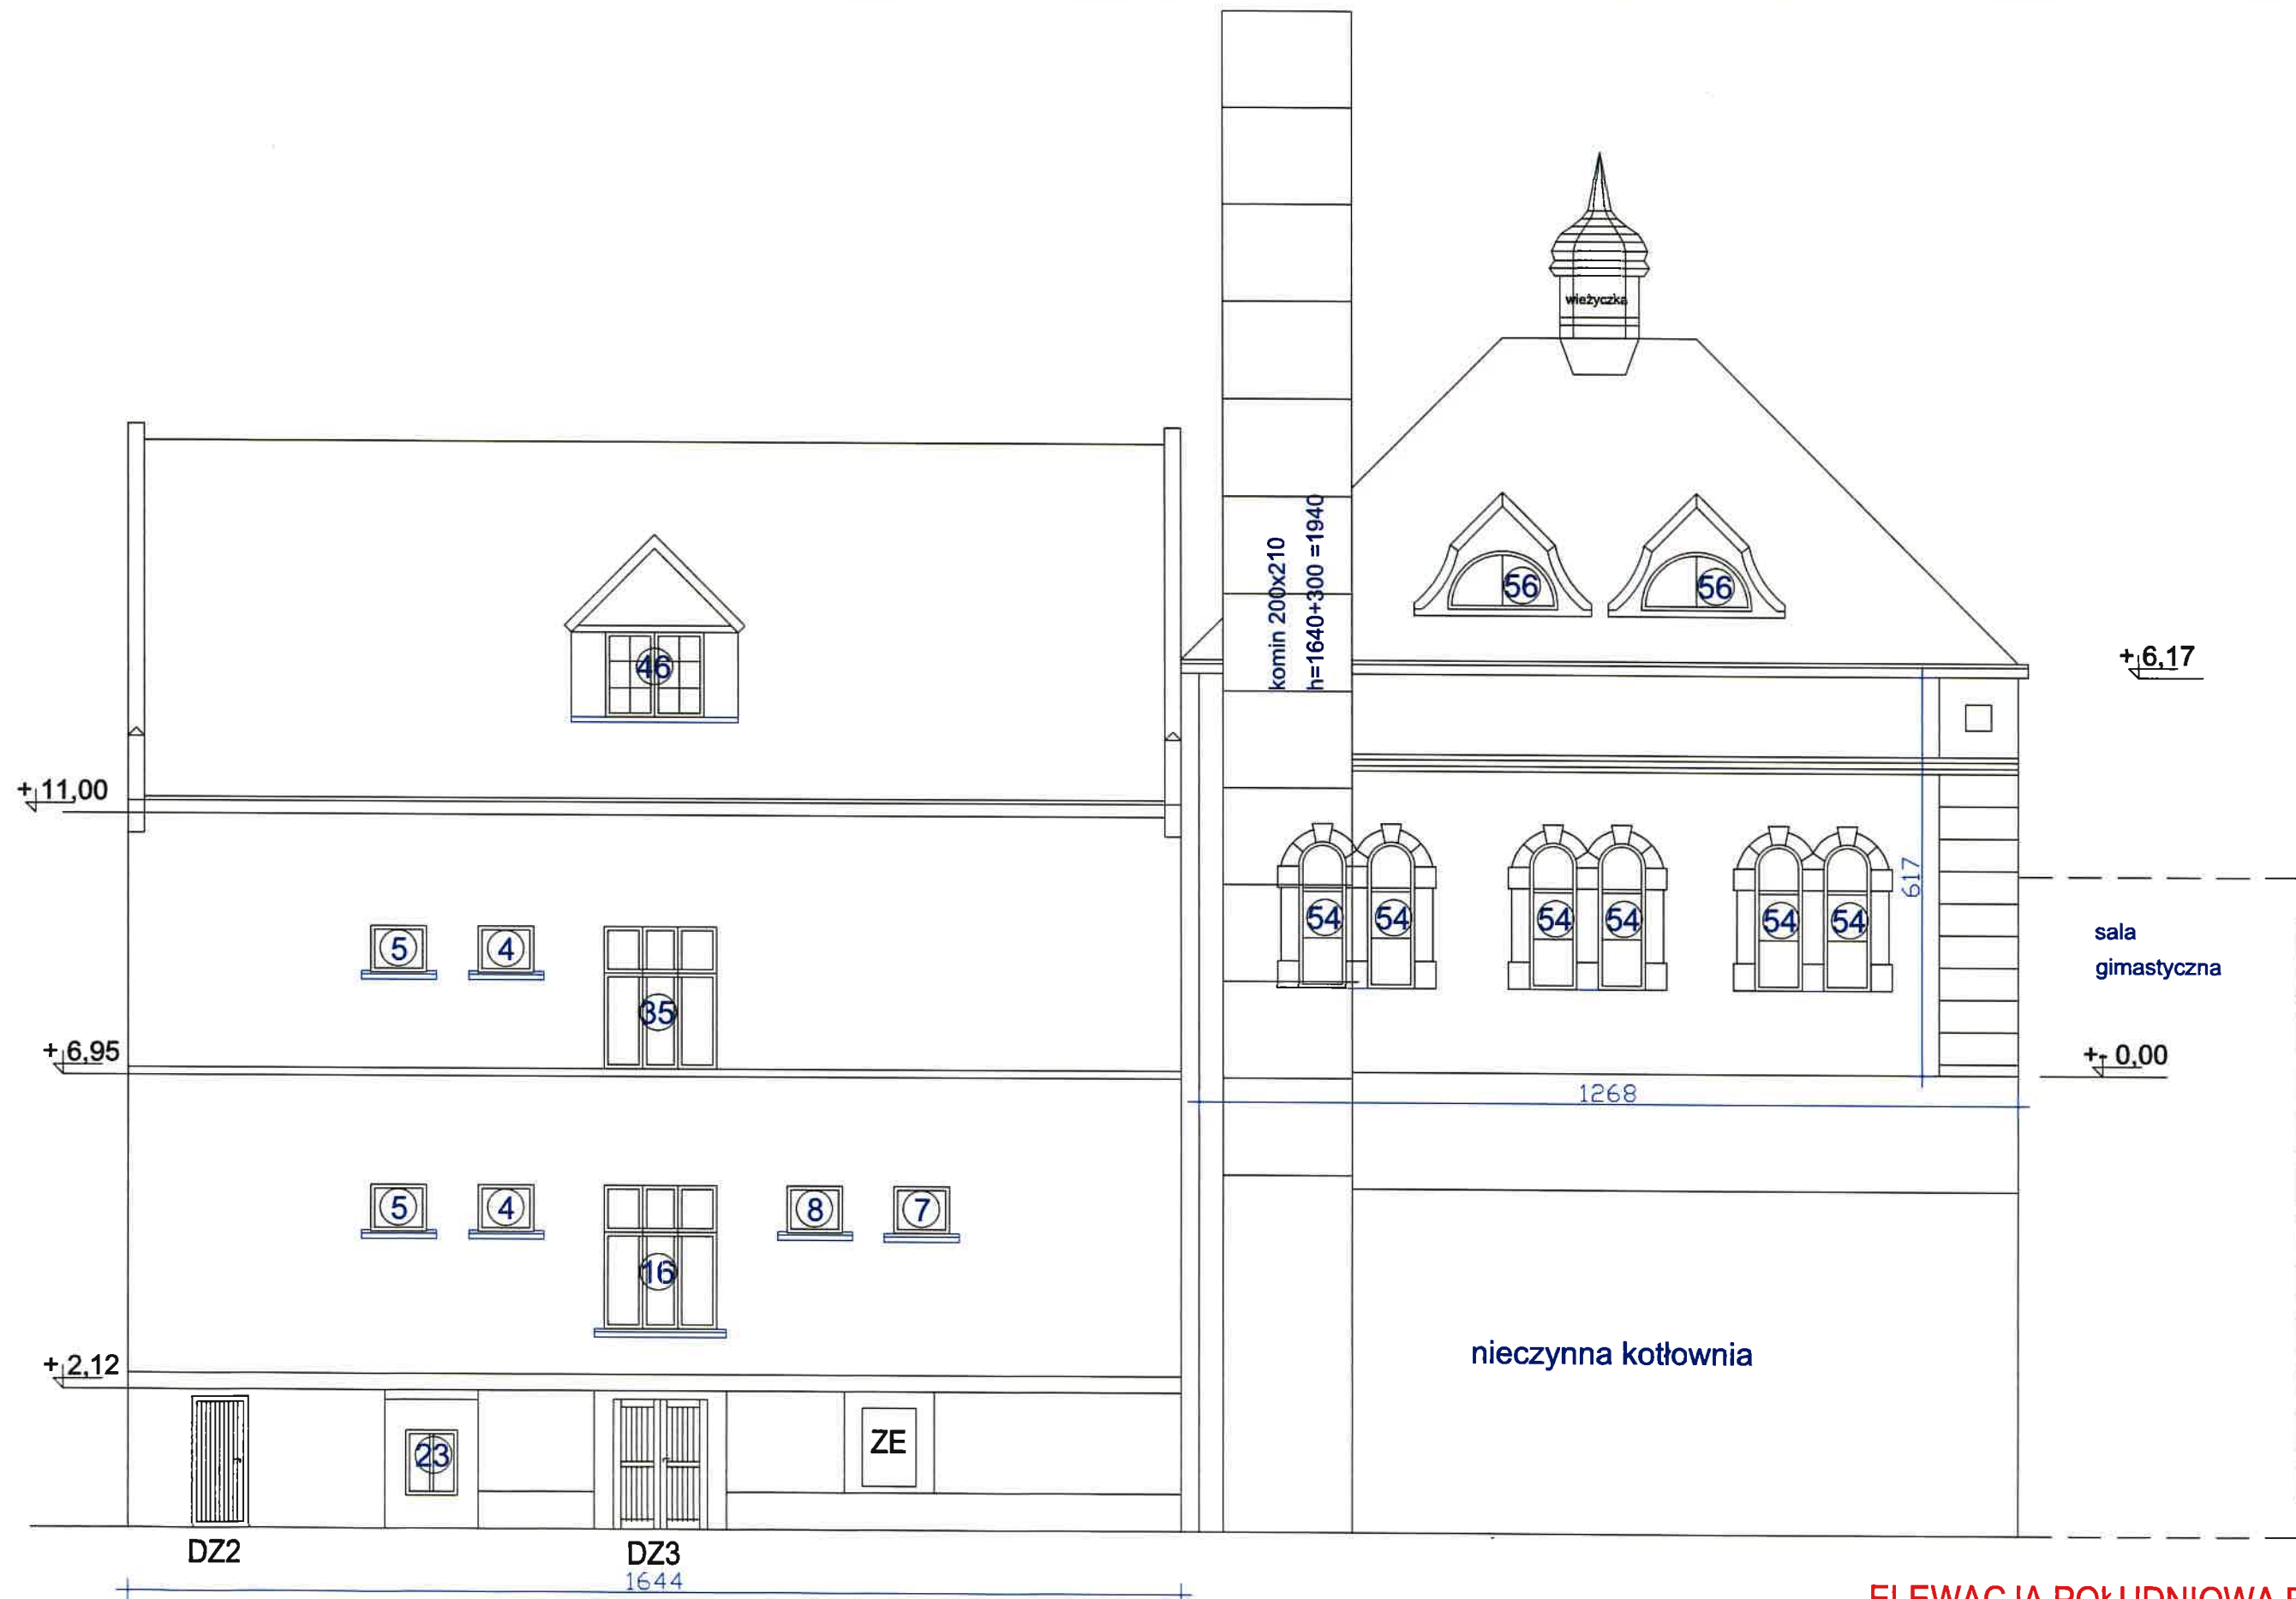 wieżyczka
komin 200x210
h=1640+300 =1940
56 56
46
+ 6,17
+ 11,00
617
54 54 54 54 54 54
5 4
35
sala
gimastyczna
+ 6,95
+- 0,00
1268
5 4 8 7
16
nieczynna kotłownia
+ 2,12
23
ZE
DZ2 DZ3
1644
ELEWACJA POŁUDNIOWA